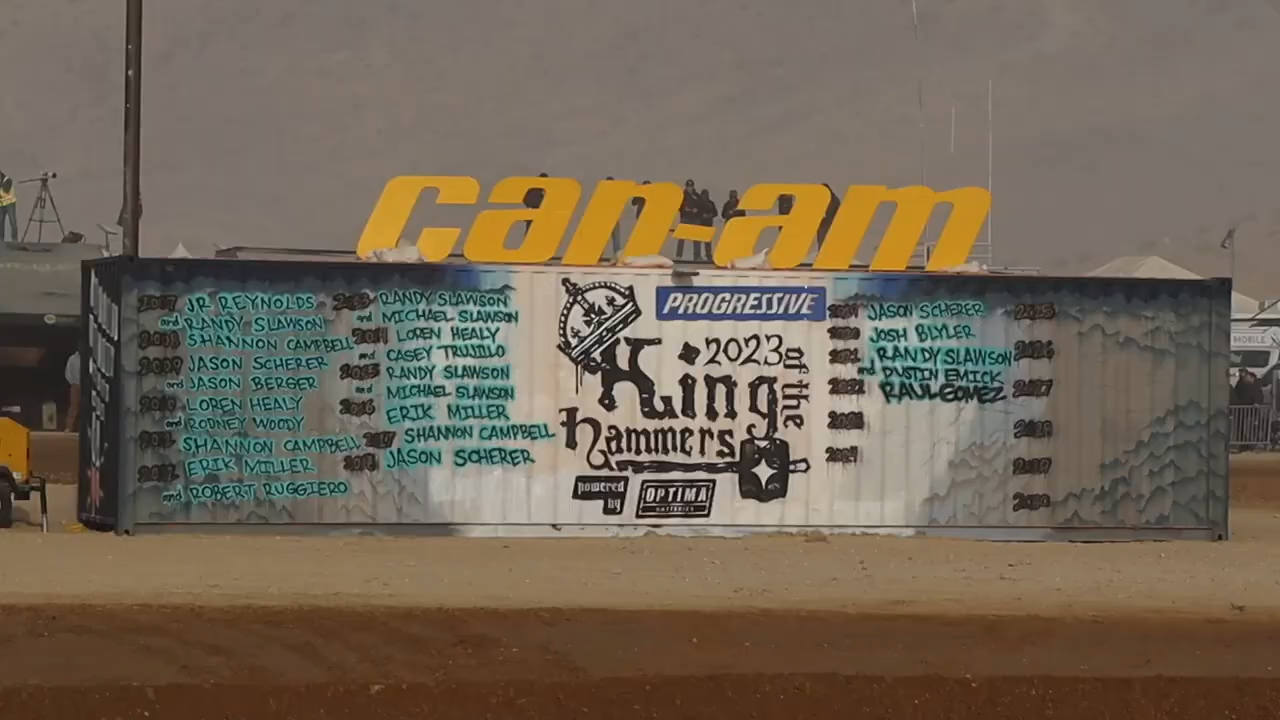 can-am
2007 JR REYNOLDS
and RANDY SLAWSON
2008 SHANNON CAMPBELL
2009 JASON SCHERER
and JASON BERGER
2010 LOREN HEALY
and RODNEY WOODY
2011 SHANNON CAMPBELL
2012 ERIK MILLER
and ROBERT RUGGIERO
2013 RANDY SLAWSON
and MICHAEL SLAWSON
2014 LOREN HEALY
and CASEY TRUJILLO
2015 RANDY SLAWSON
and MICHAEL SLAWSON
2016 ERIK MILLER
2017 SHANNON CAMPBELL
2018 JASON SCHERER
PROGRESSIVE
2023
King
of the
hammers
powered
by
OPTIMA
BATTERIES
JASON SCHERER
2020 JOSH BLYLER
2021 RANDY SLAWSON
and DUSTIN EMICK
2022 RAUL GOMEZ
2023
2024
2025
2026
2027
MOBILE